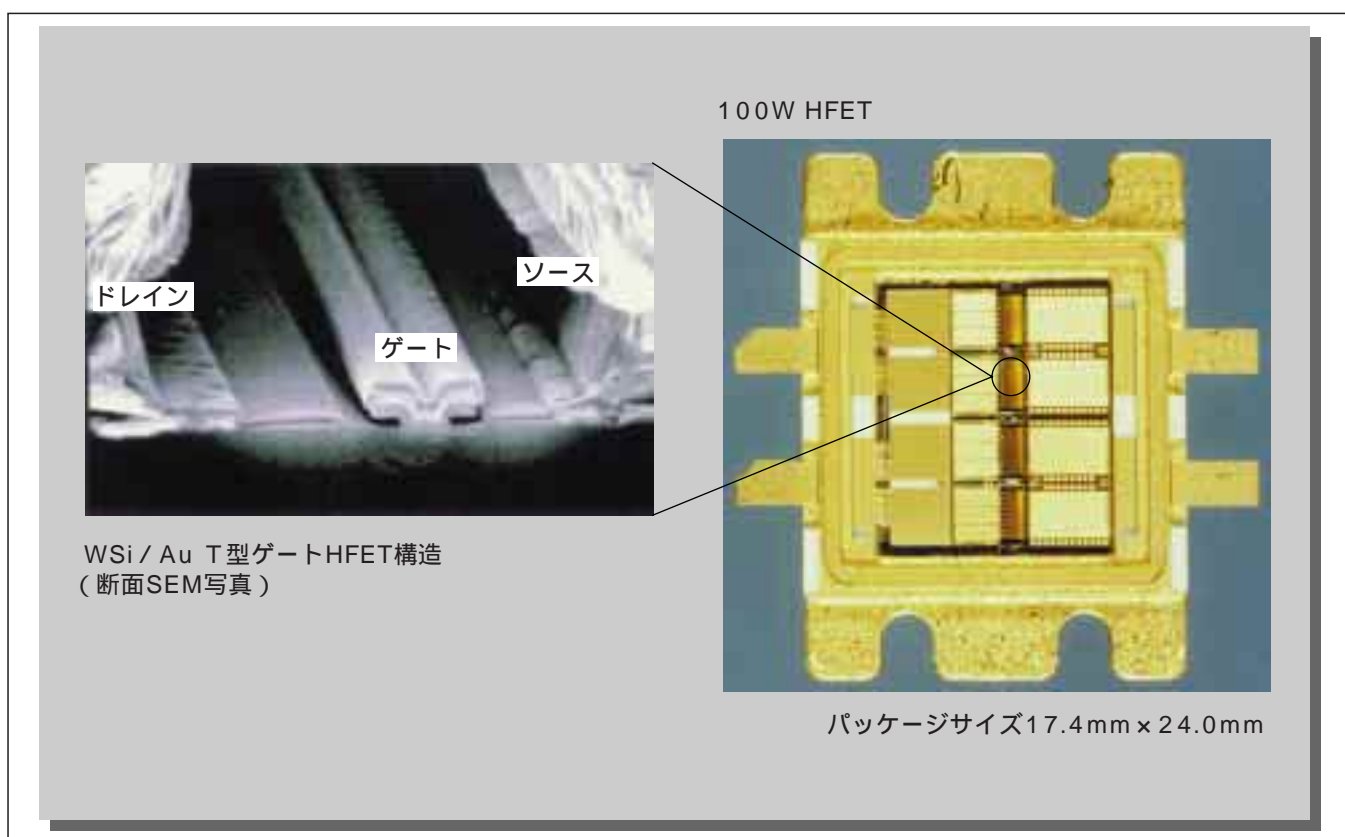 100W HFET
ドレイン
ソース
ゲート
WSi/Au T型ゲートHFET構造
(断面SEM写真)
パッケージサイズ17.4mm×24.0mm